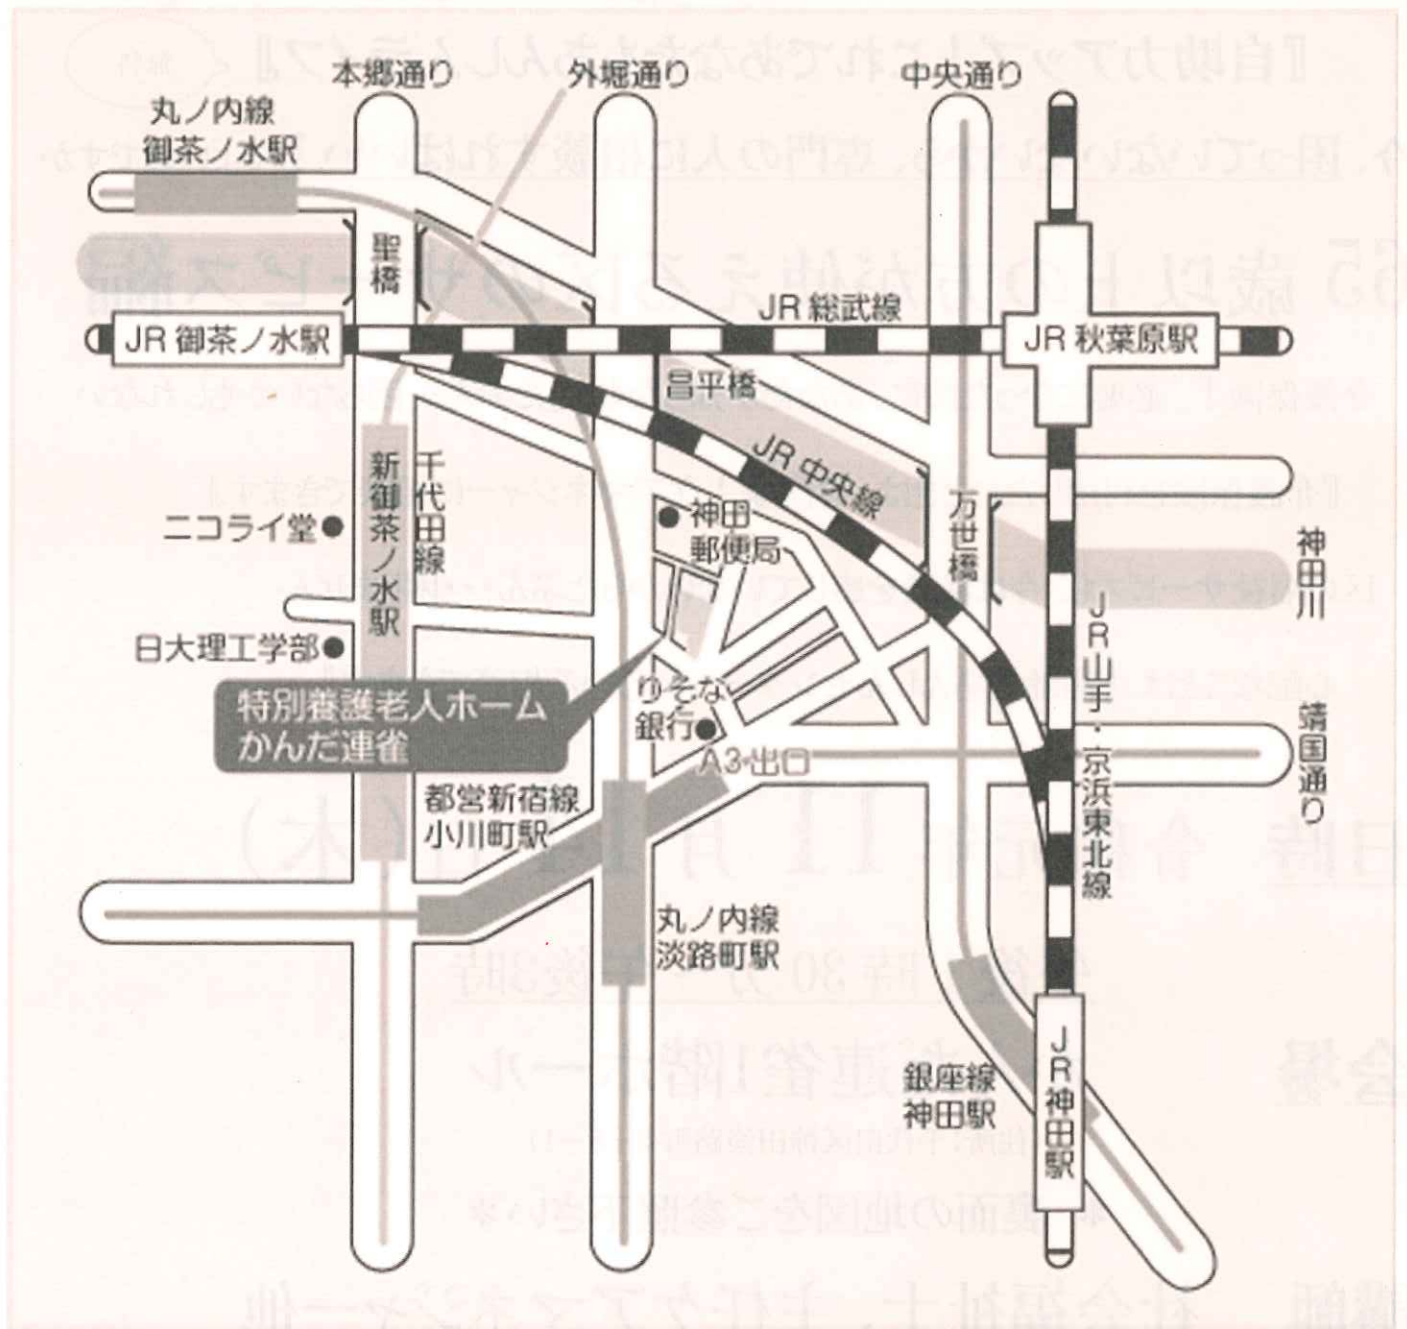 本郷通り
外堀通り
中央通り
丸ノ内線
御茶ノ水駅
聖橋
JR 総武線
JR 御茶ノ水駅
JR 秋葉原駅
昌平橋
JR 中央線
新御茶ノ水駅
千代田線
ニコライ堂
神田
郵便局
万世橋
神田川
日大理工学部
JR山手・京浜東北線
特別養護老人ホーム
かんだ連雀
りそな
銀行
A3 出口
靖国通り
都営新宿線
小川町駅
丸ノ内線
淡路町駅
銀座線
神田駅
JR神田駅